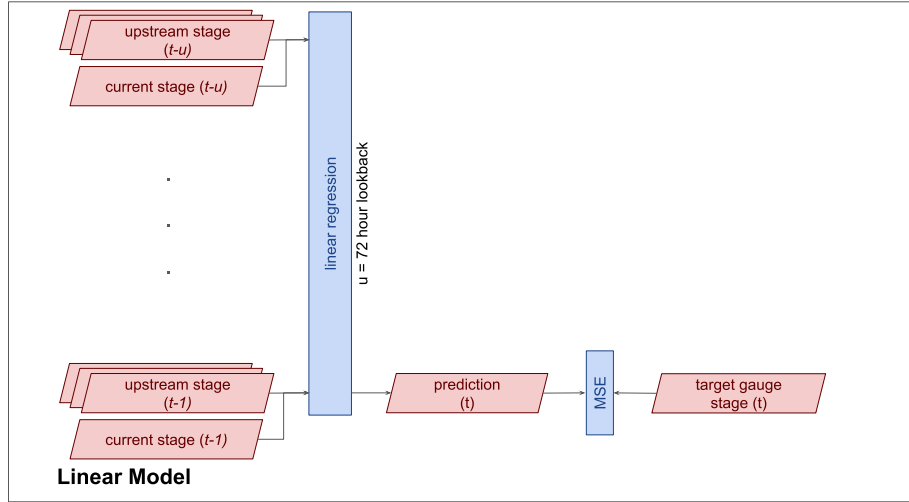 upstream stage
(t-u)
current stage (t-u)
linear regression
u = 72 hour lookback
upstream stage
(t-1)
current stage (t-1)
prediction
(t)
MSE
target gauge
stage (t)
Linear Model